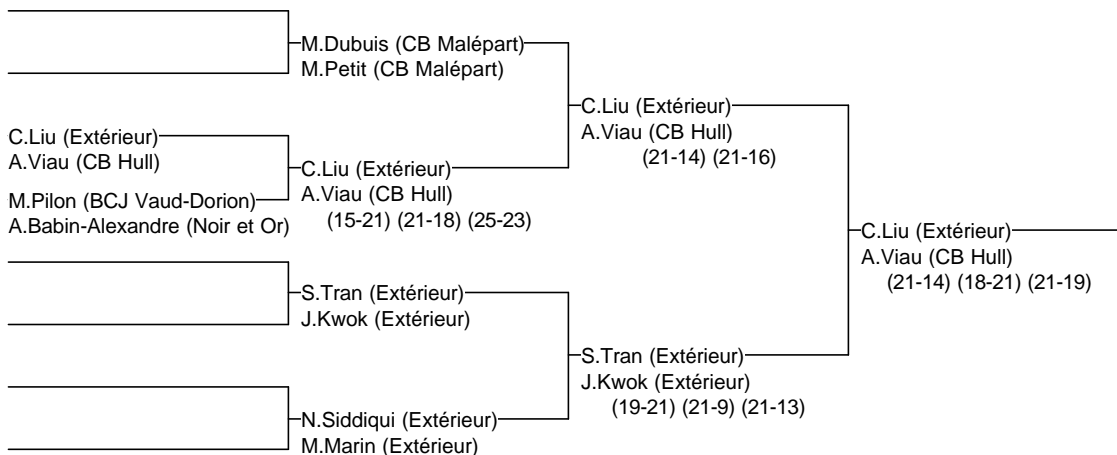 M.Dubuis (CB Malépart)
M.Petit (CB Malépart)
C.Liu (Extérieur)
A.Viau (CB Hull)
(21-14) (21-16)
C.Liu (Extérieur)
A.Viau (CB Hull)
C.Liu (Extérieur)
A.Viau (CB Hull)
(15-21) (21-18) (25-23)
M.Pilon (BCJ Vaud-Dorion)
A.Babin-Alexandre (Noir et Or)
C.Liu (Extérieur)
A.Viau (CB Hull)
(21-14) (18-21) (21-19)
S.Tran (Extérieur)
J.Kwok (Extérieur)
S.Tran (Extérieur)
J.Kwok (Extérieur)
(19-21) (21-9) (21-13)
N.Siddiqui (Extérieur)
M.Marin (Extérieur)